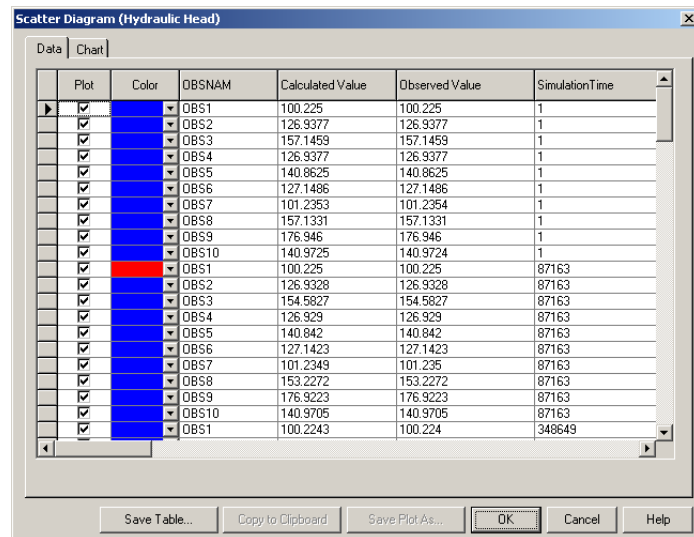 Scatter Diagram (Hydraulic Head)
Data Chart
Plot Color OBSNAM Calculated Value Observed Value SimulationTime
OBS1 100.225 100.225 1
OBS2 126.9377 126.9377 1
OBS3 157.1459 157.1459 1
OBS4 126.9377 126.9377 1
OBS5 140.8625 140.8625 1
OBS6 127.1486 127.1486 1
OBS7 101.2353 101.2354 1
OBS8 157.1331 157.1331 1
OBS9 176.946 176.946 1
OBS10 140.9725 140.9724 1
OBS1 100.225 100.225 87163
OBS2 126.9328 126.9328 87163
OBS3 154.5827 154.5827 87163
OBS4 126.929 126.929 87163
OBS5 140.842 140.842 87163
OBS6 127.1423 127.1423 87163
OBS7 101.2349 101.235 87163
OBS8 153.2272 153.2272 87163
OBS9 176.9223 176.9223 87163
OBS10 140.9705 140.9705 87163
OBS1 100.2243 100.224 348649
Save Table... Copy to Clipboard Save Plot As... OK Cancel Help